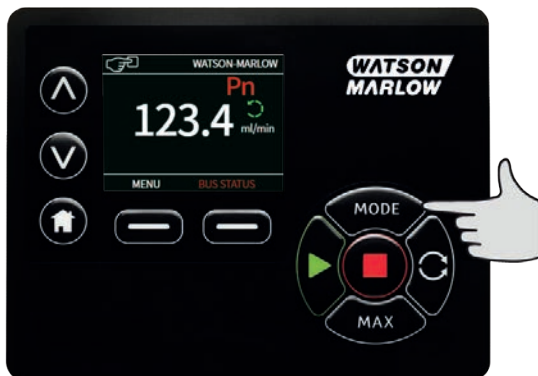 WATSON-MARLOW
Pn
123.4 ml/min
MENU BUS STATUS
WATSON
MARLOW
MODE
MAX